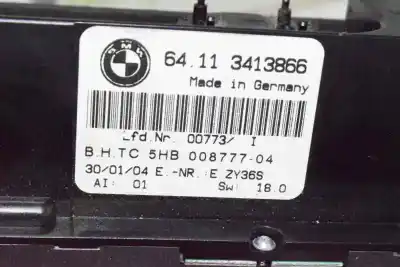 BMW
64.11 3413866
Made in Germany
Lfd.Nr. 00773/ I
B.H.TC 5HB 008777-04
30/01/04 E.-NR.:E ZY36S
AI: 01 Sw: 18.0